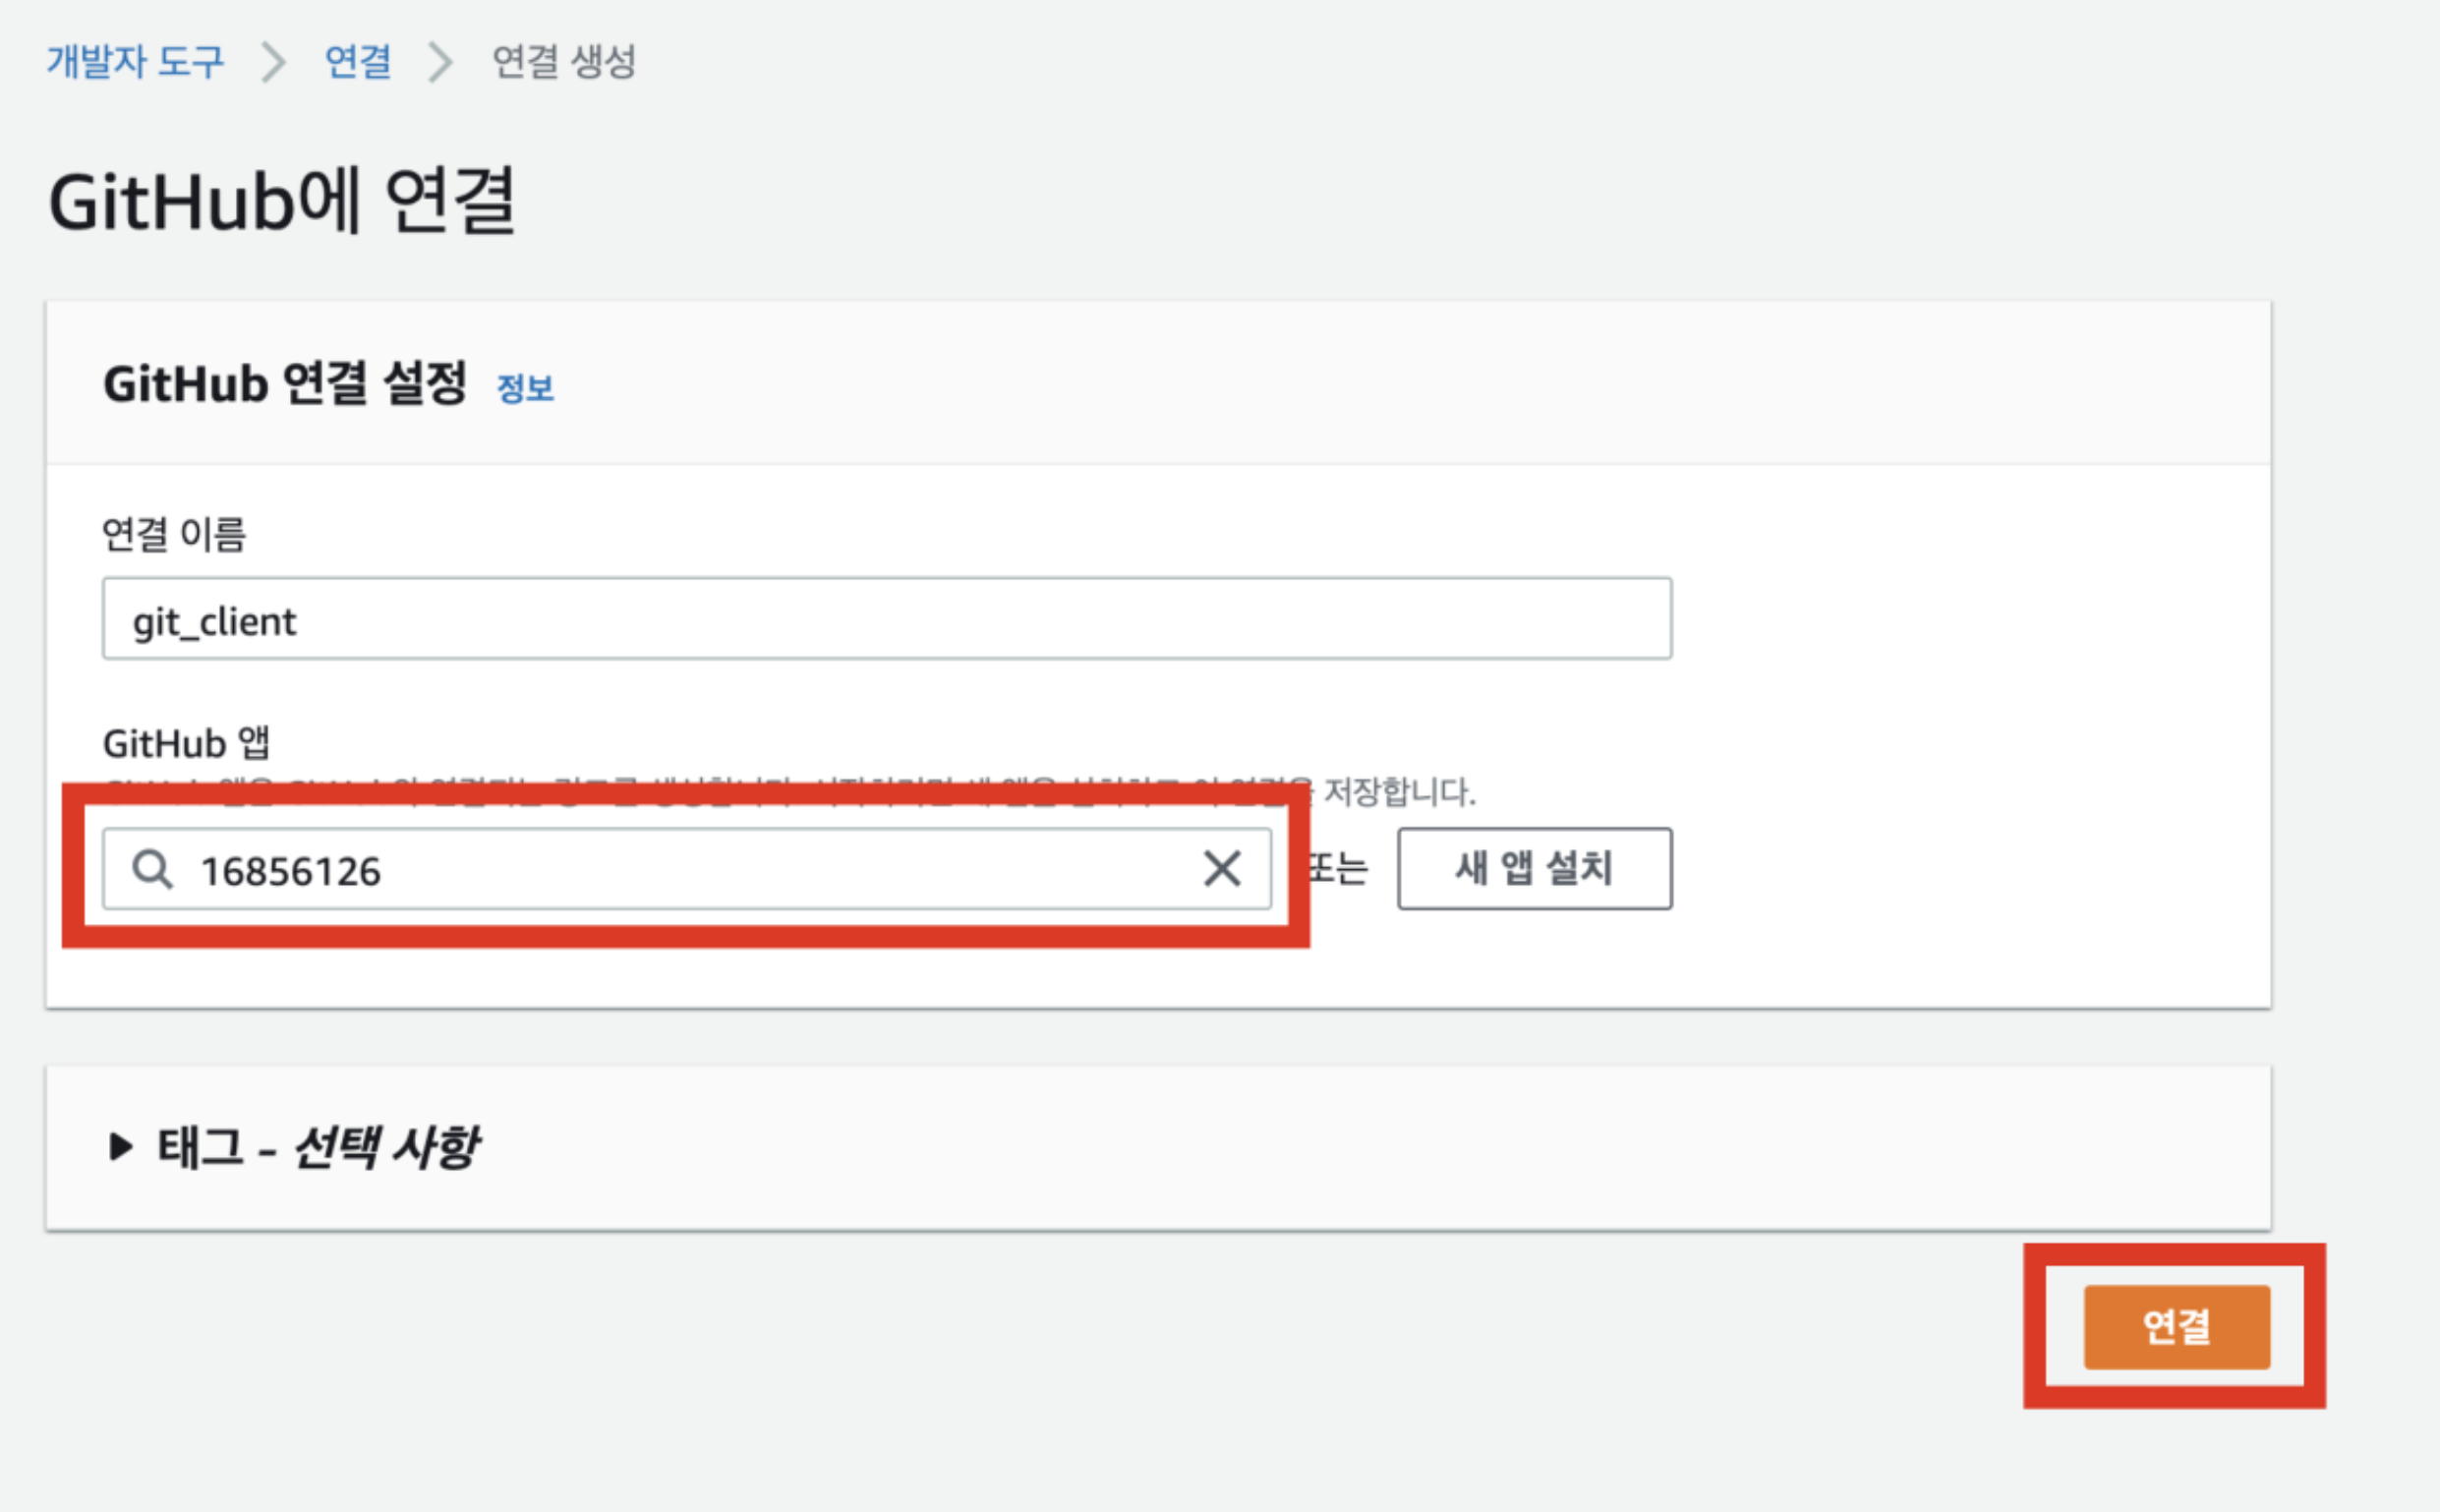 개발자 도구 > 연결 > 연결 생성
GitHub에 연결
GitHub 연결 설정 정보
연결 이름
git_client
GitHub 앱
저장합니다.
16856126 또는 새 앱 설치
태그 - 선택 사항
연결